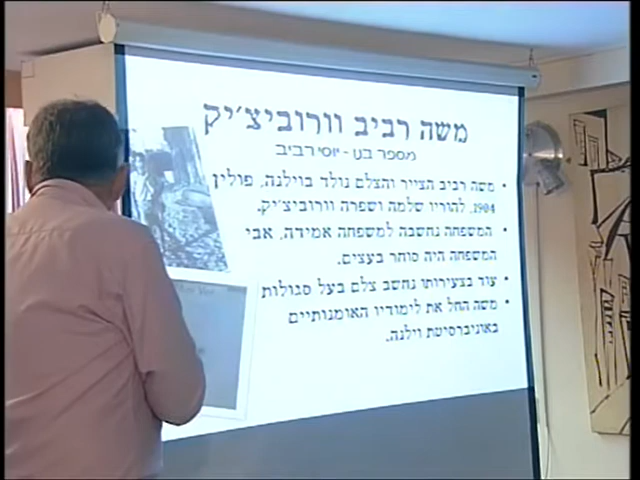 משה רביב וורוביצ׳יק
מספר בנו - יוסי רביב
• משה רביב הצייר והצלם נולד בוילנה, פולין
1904, להוריו שלמה ושפרה וורוביצ׳יק.
• המשפחה נחשבה למשפחה אמידה, אבי
המשפחה היה סוחר בעצים.
• עוד בצעירותו נחשב צלם בעל סגולות
• משה החל את לימודיו האומנותיים
באוניברסיטת וילנה.